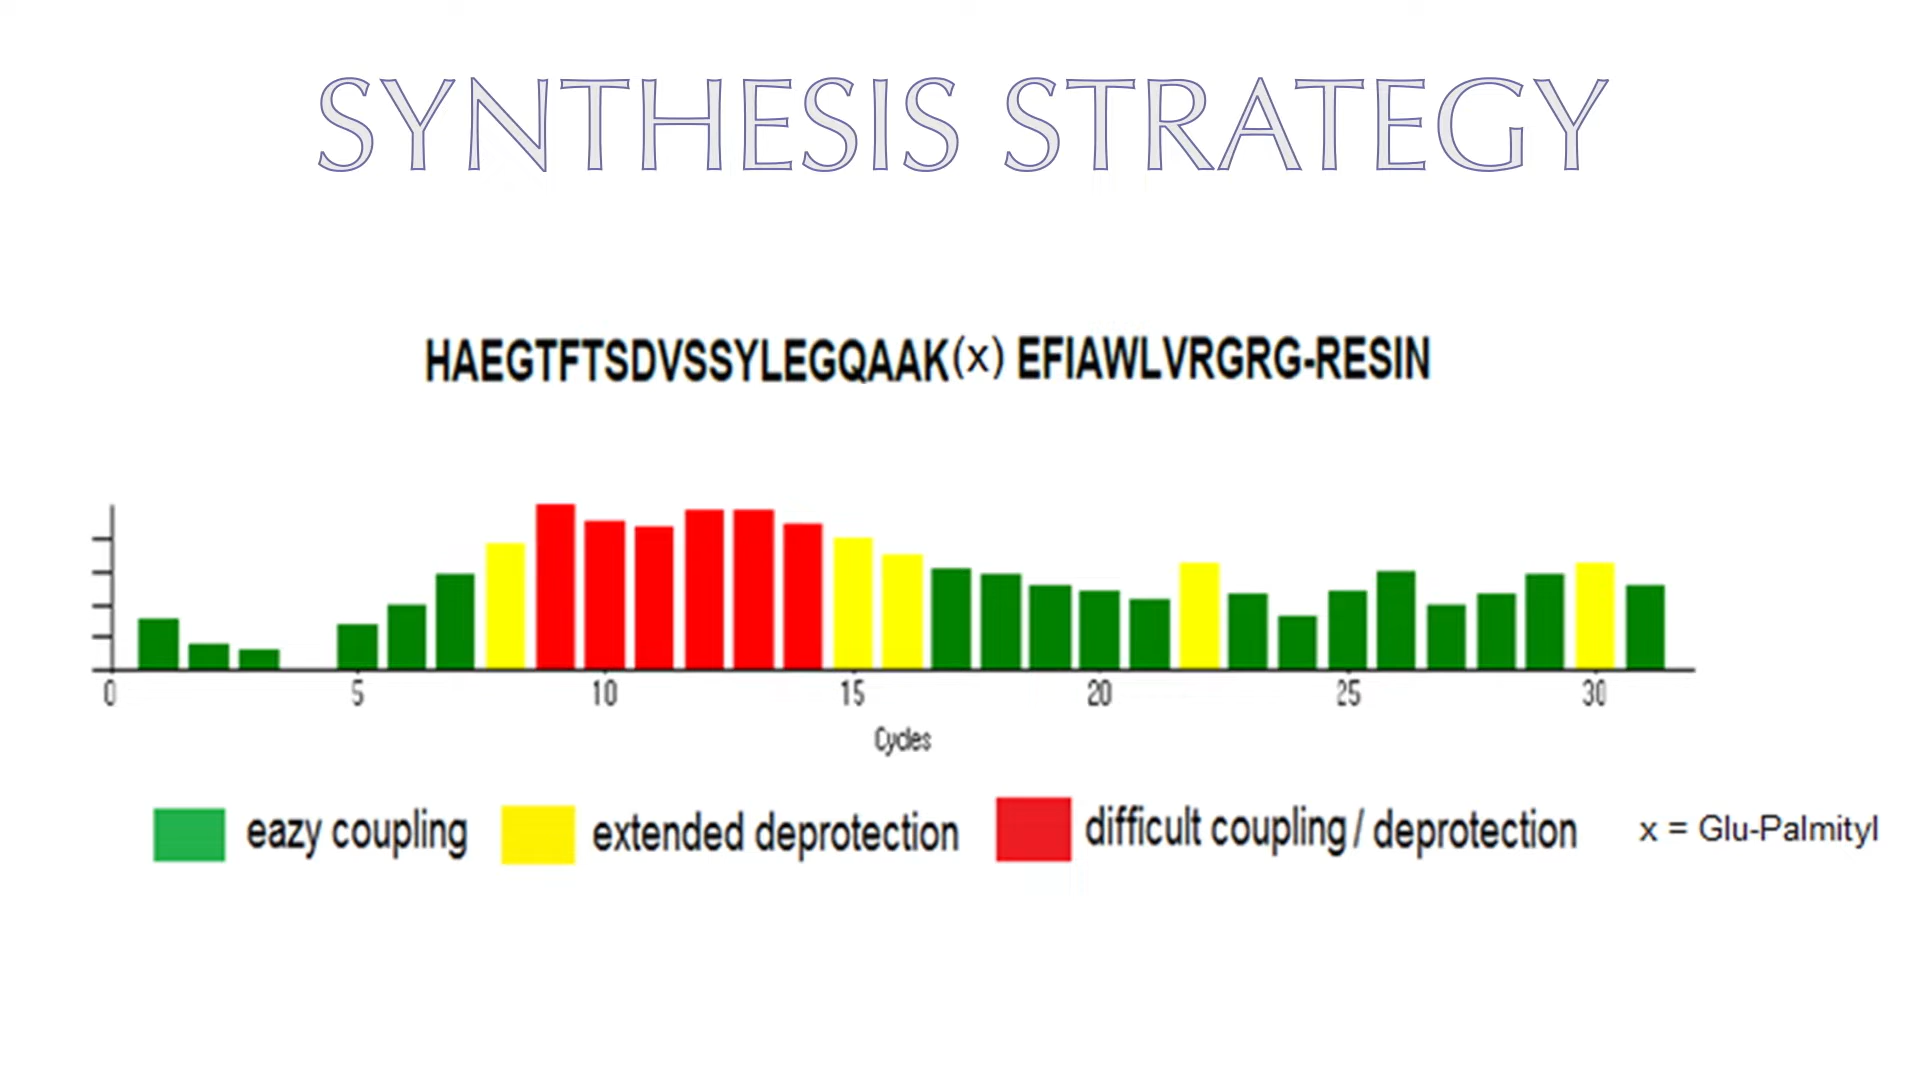 SYNTHESIS STRATEGY
HAEGTFTSDVSSYLEGQAAK(x) EFIAWLVRGRG-RESIN
0 5 10 15 20 25 30
Cycles
eazy coupling extended deprotection difficult coupling / deprotection x = Glu-Palmityl